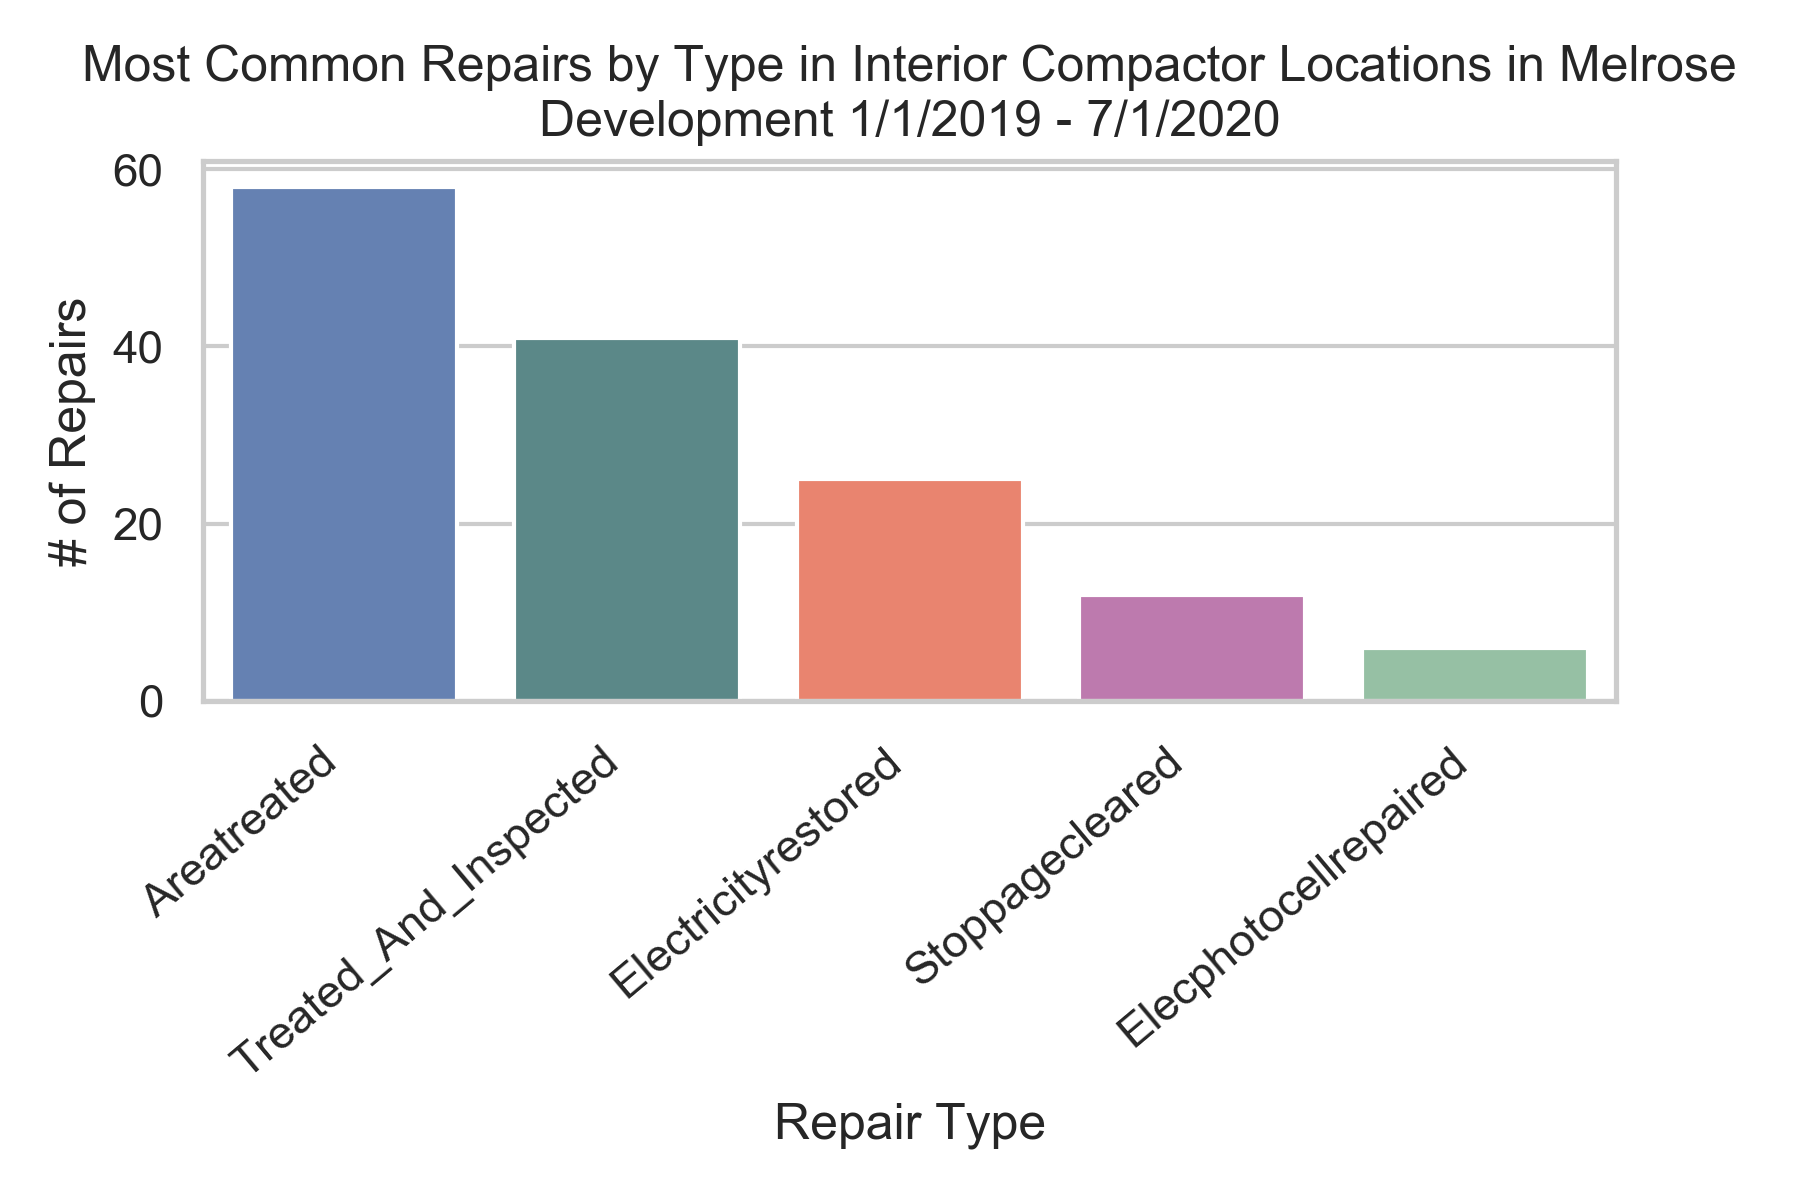 Most Common Repairs by Type in Interior Compactor Locations in Melrose
Development 1/1/2019 - 7/1/2020
60
40
20
0
# of Repairs
Areatreated
Treated_And_Inspected
Electricityrestored
Stoppagecleared
Elecphotocellrepaired
Repair Type